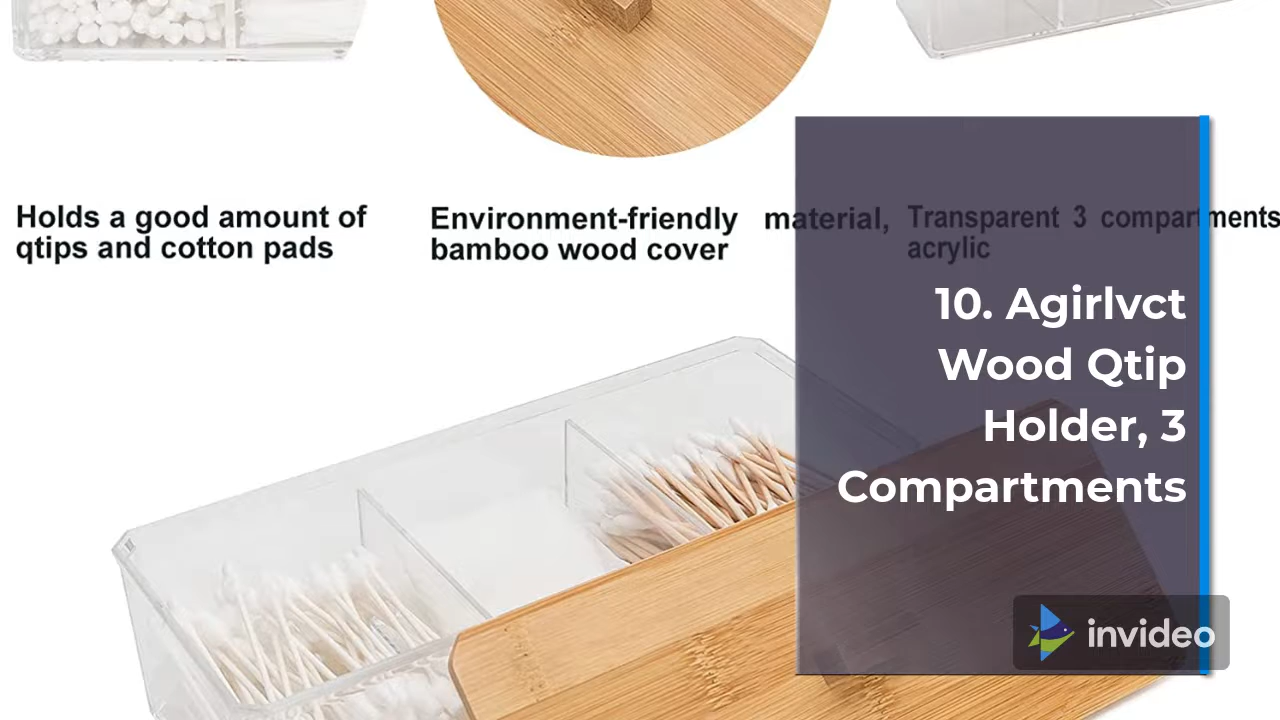 Holds a good amount of
qtips and cotton pads
Environment-friendly material,
bamboo wood cover
Transparent 3 compartments
acrylic
10. Agirlvct
Wood Qtip
Holder, 3
Compartments
invideo